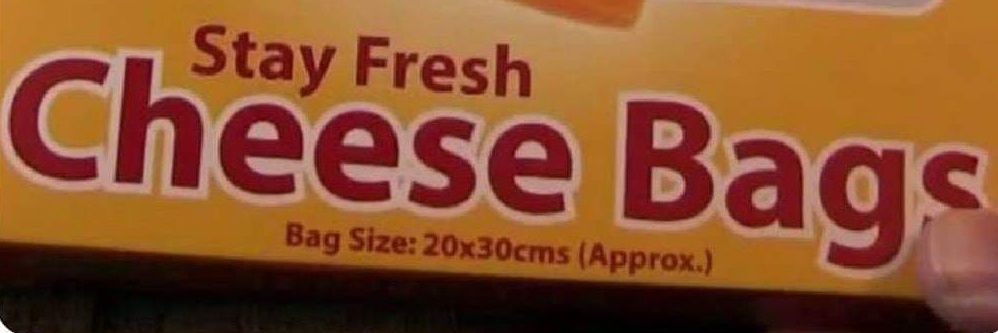 Stay Fresh
Cheese Bags
Bag Size: 20x30cms (Approx.)